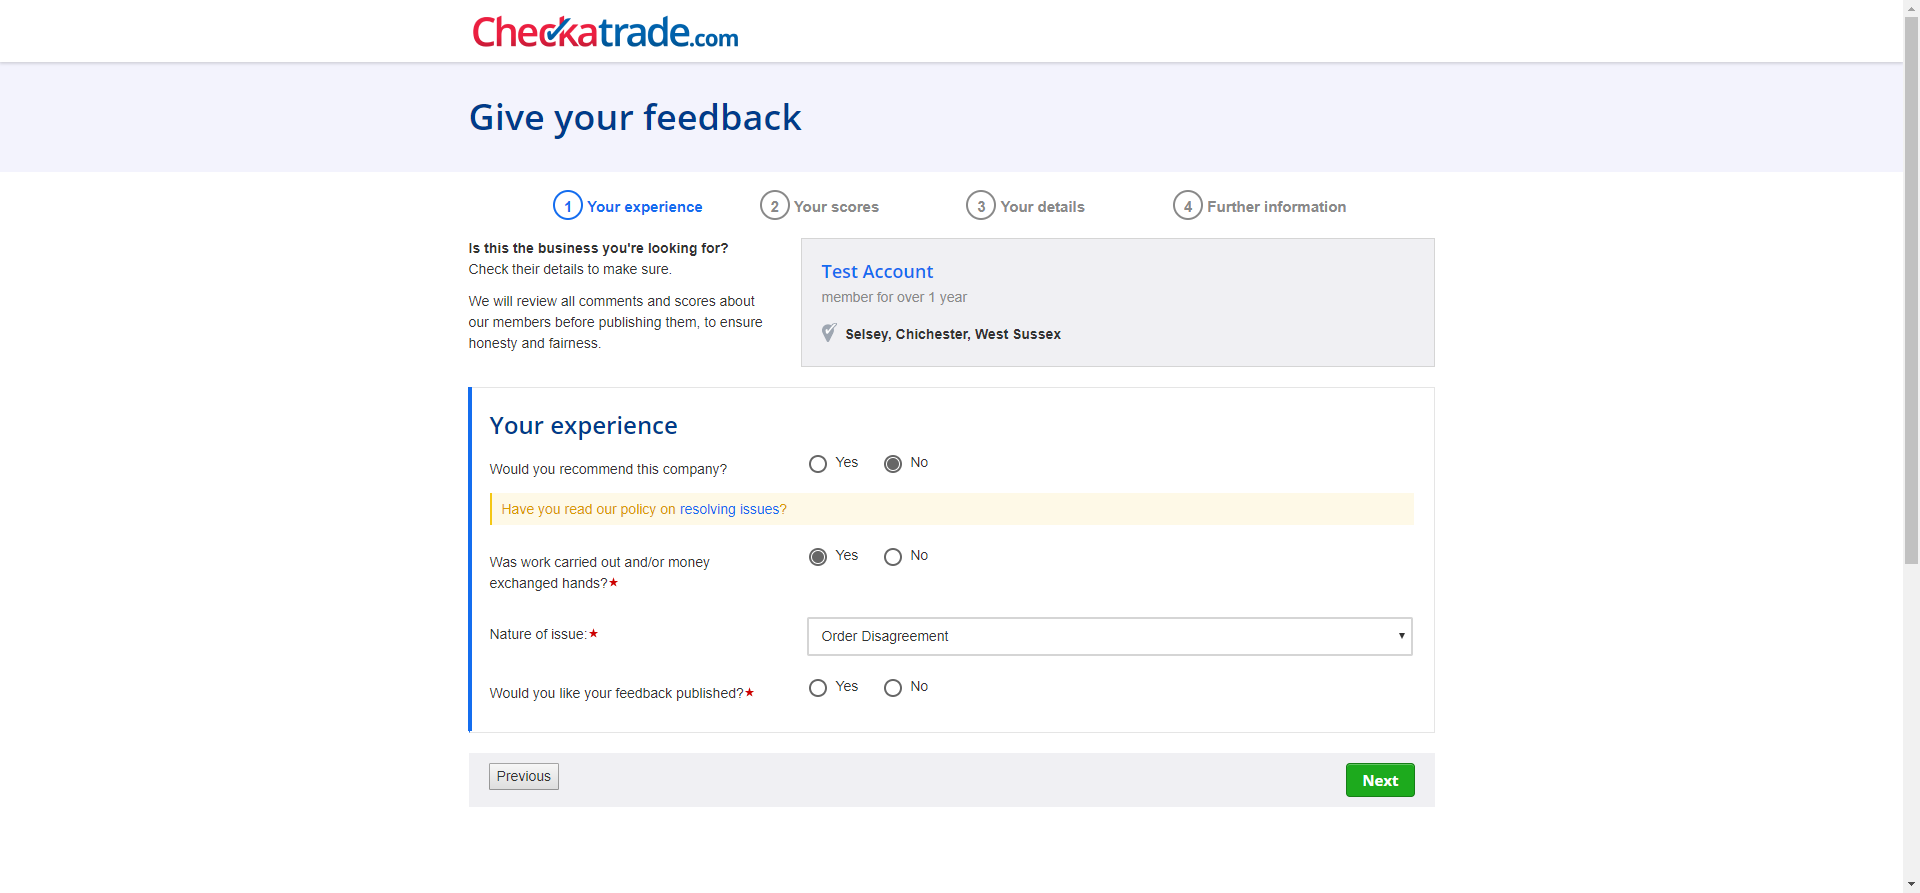 Checkatrade.com
Give your feedback
1 Your experience 2 Your scores 3 Your details 4 Further information
Is this the business you're looking for?
Check their details to make sure.
We will review all comments and scores about
our members before publishing them, to ensure
honesty and fairness.
Test Account
member for over 1 year
Selsey, Chichester, West Sussex
Your experience
Would you recommend this company? Yes No
Have you read our policy on resolving issues?
Was work carried out and/or money
exchanged hands?★ Yes No
Nature of issue:★ Order Disagreement
Would you like your feedback published?★ Yes No
Previous Next